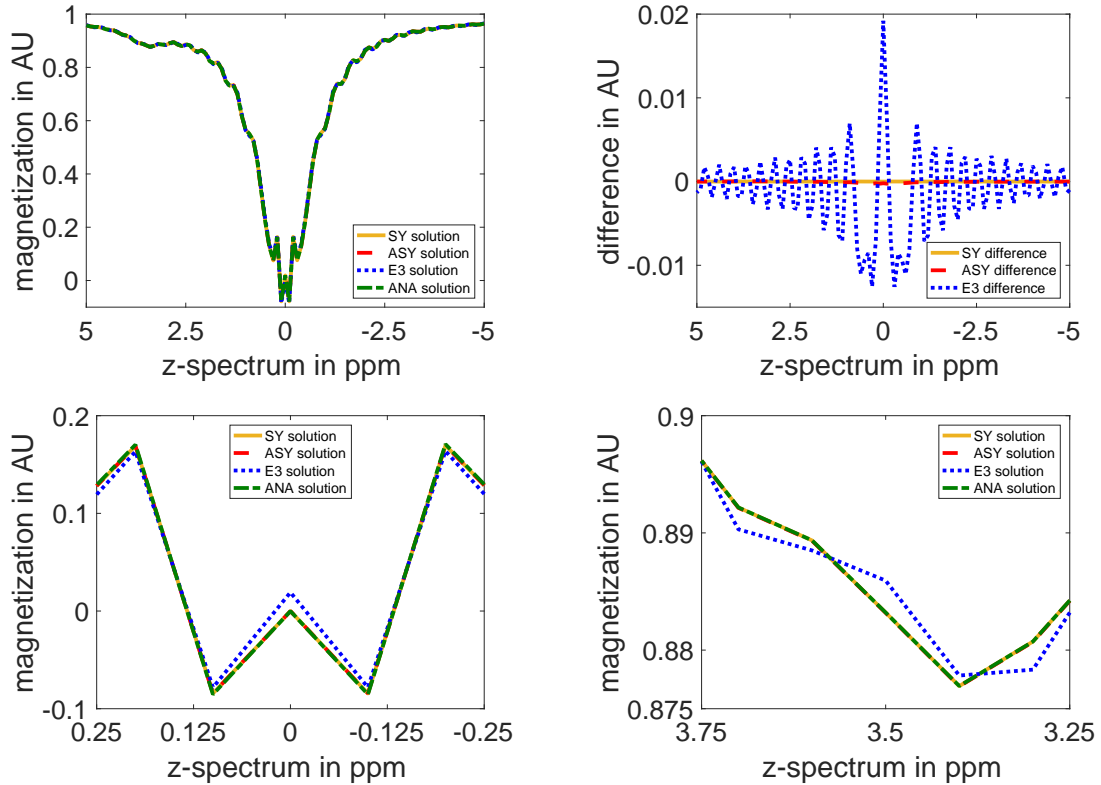 1
0.8
0.6
0.4
0.2
0
magnetization in AU
SY solution
ASY solution
E3 solution
ANA solution
5
2.5
0
-2.5
-5
z-spectrum in ppm
0.02
0.01
0
-0.01
difference in AU
SY difference
ASY difference
E3 difference
5
2.5
0
-2.5
-5
z-spectrum in ppm
0.2
0.1
0
-0.1
magnetization in AU
SY solution
ASY solution
E3 solution
ANA solution
0.25
0.125
0
-0.125
-0.25
z-spectrum in ppm
0.9
0.89
0.88
0.875
magnetization in AU
SY solution
ASY solution
E3 solution
ANA solution
3.75
3.5
3.25
z-spectrum in ppm